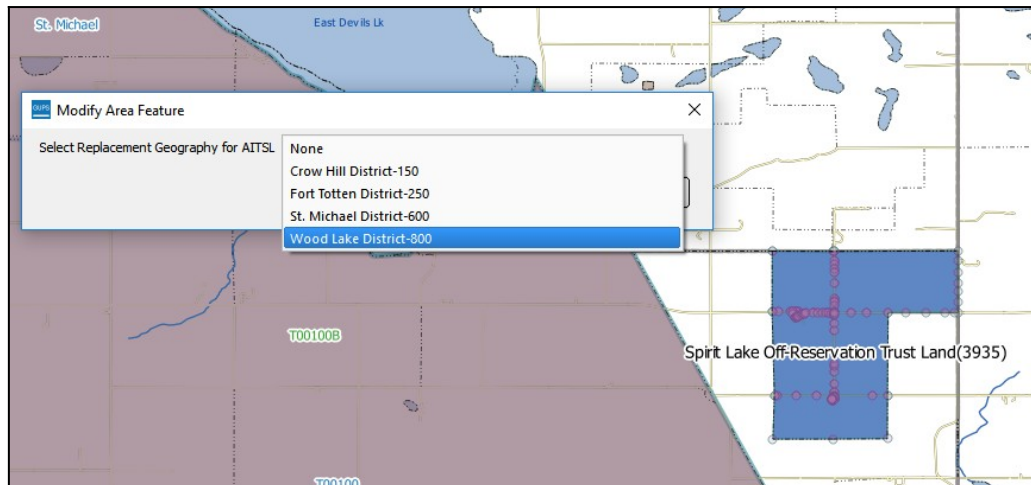 St. Michael
East Devils Lk
GUPS
Modify Area Feature
Select Replacement Geography for AITSL
None
Crow Hill District-150
Fort Totten District-250
St. Michael District-600
Wood Lake District-800
T00100B
Spirit Lake Off-Reservation Trust Land(3935)
T00100